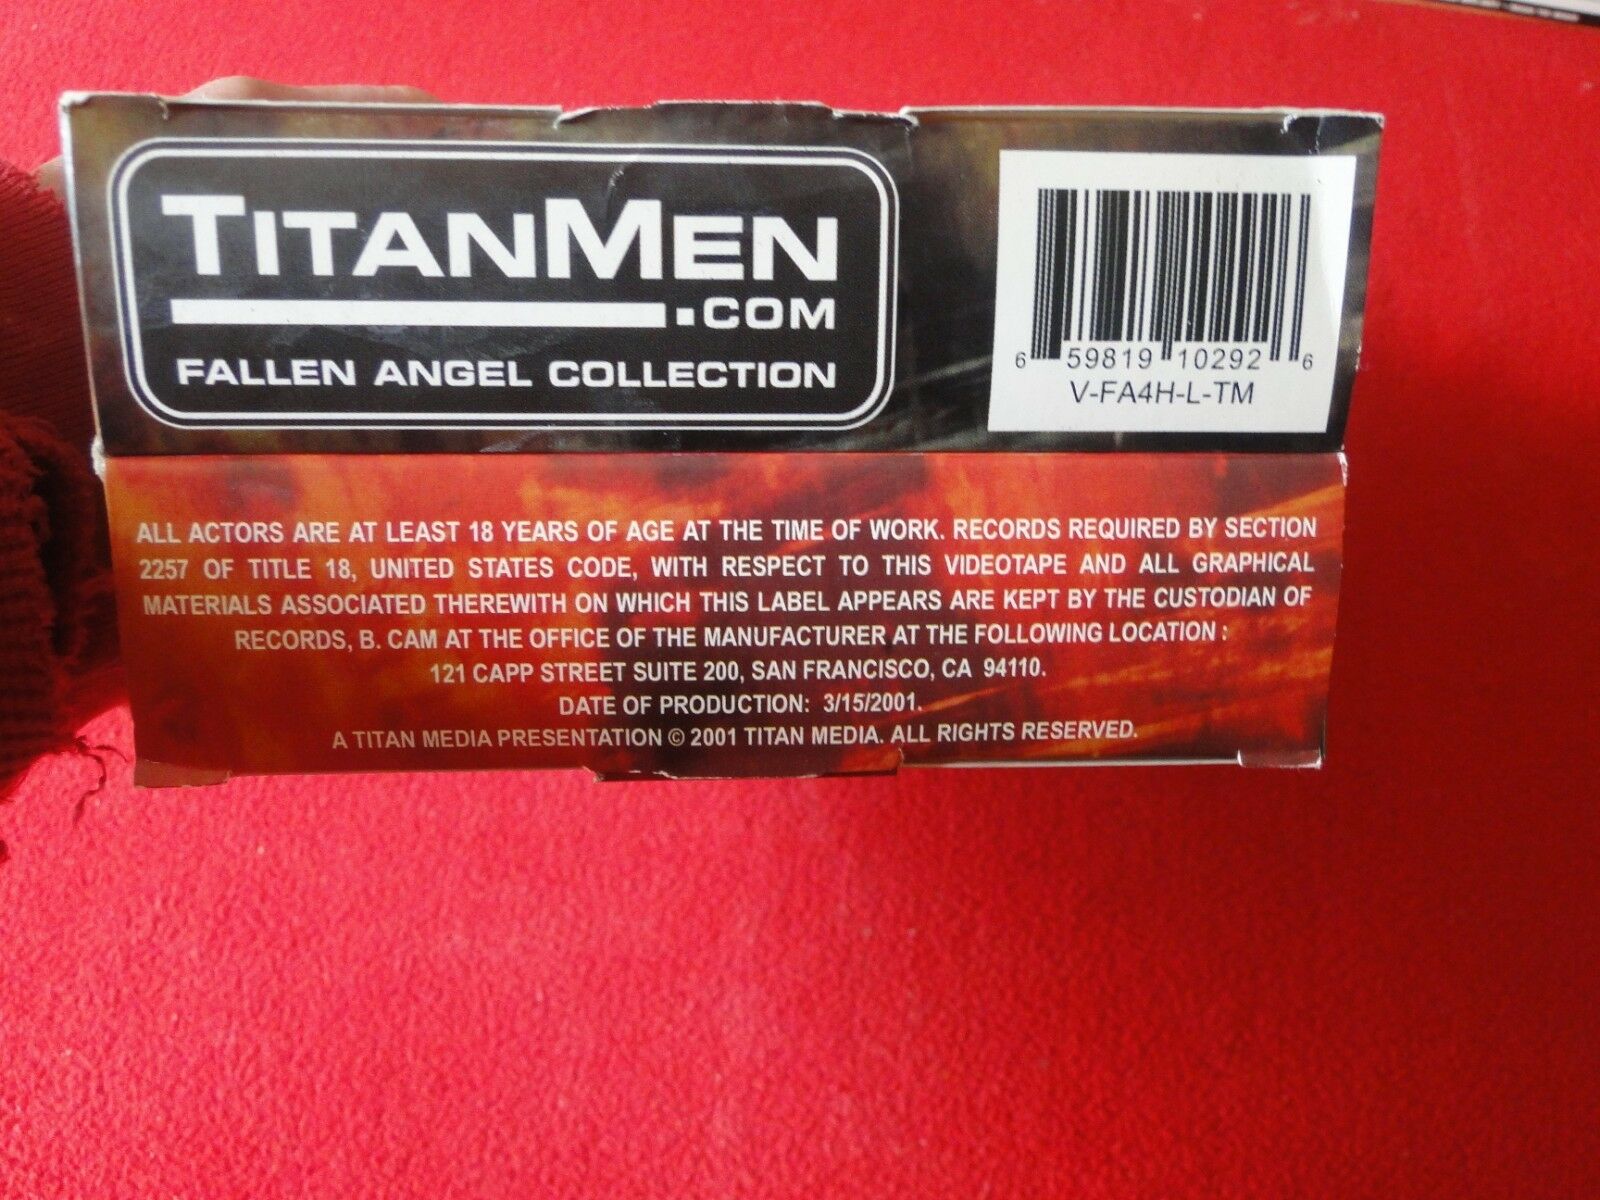 TITANMEN
.COM
FALLEN ANGEL COLLECTION
6 59819 10292 6
V-FA4H-L-TM
ALL ACTORS ARE AT LEAST 18 YEARS OF AGE AT THE TIME OF WORK. RECORDS REQUIRED BY SECTION
2257 OF TITLE 18, UNITED STATES CODE, WITH RESPECT TO THIS VIDEOTAPE AND ALL GRAPHICAL
MATERIALS ASSOCIATED THEREWITH ON WHICH THIS LABEL APPEARS ARE KEPT BY THE CUSTODIAN OF
RECORDS, B. CAM AT THE OFFICE OF THE MANUFACTURER AT THE FOLLOWING LOCATION :
121 CAPP STREET SUITE 200, SAN FRANCISCO, CA 94110.
DATE OF PRODUCTION: 3/15/2001.
A TITAN MEDIA PRESENTATION © 2001 TITAN MEDIA. ALL RIGHTS RESERVED.